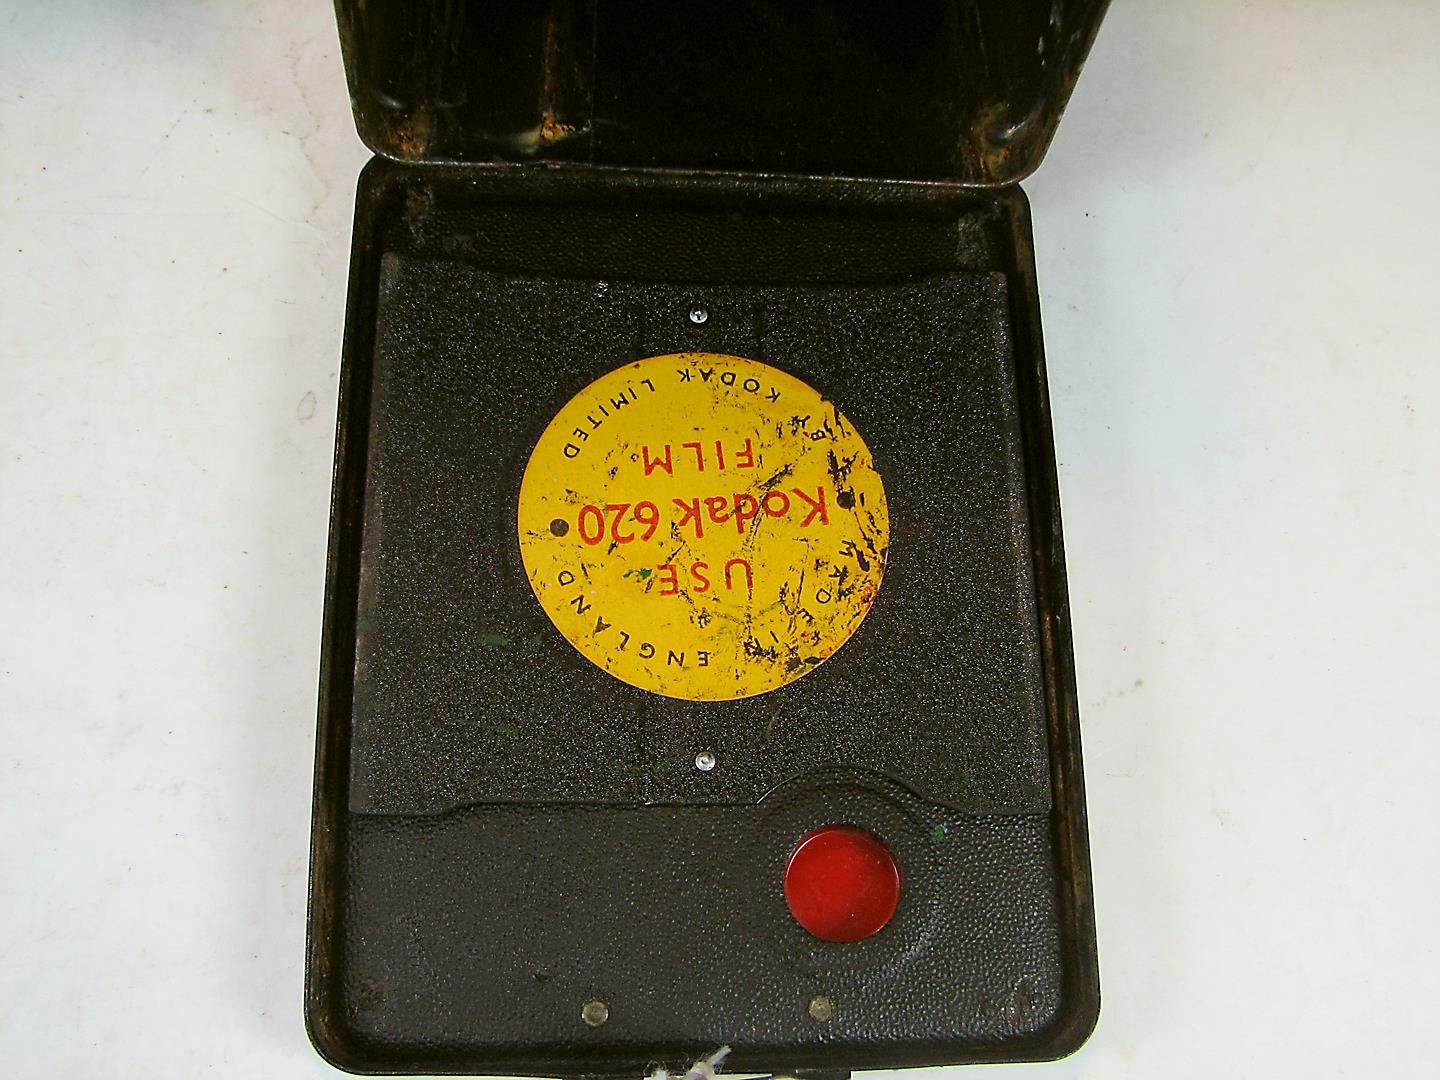 USE
Kodak 620
FILM
MADE IN ENGLAND
BY KODAK LIMITED